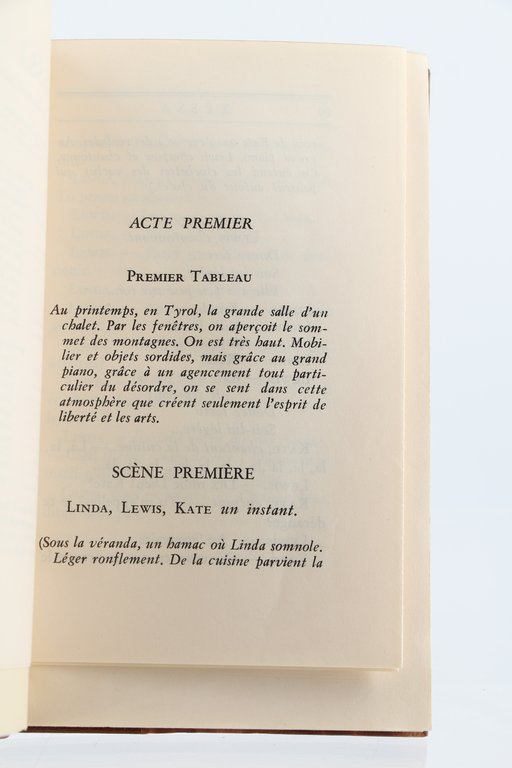 ACTE PREMIER
PREMIER TABLEAU
Au printemps, en Tyrol, la grande salle d'un
chalet. Par les fenêtres, on aperçoit le som-
met des montagnes. On est très haut. Mobi-
lier et objets sordides, mais grâce au grand
piano, grâce à un agencement tout parti-
culier du désordre, on se sent dans cette
atmosphère que créent seulement l'esprit de
liberté et les arts.
SCÈNE PREMIÈRE
LINDA, LEWIS, KATE un instant.
(Sous la véranda, un hamac où Linda somnole.
Léger ronflement. De la cuisine parvient la